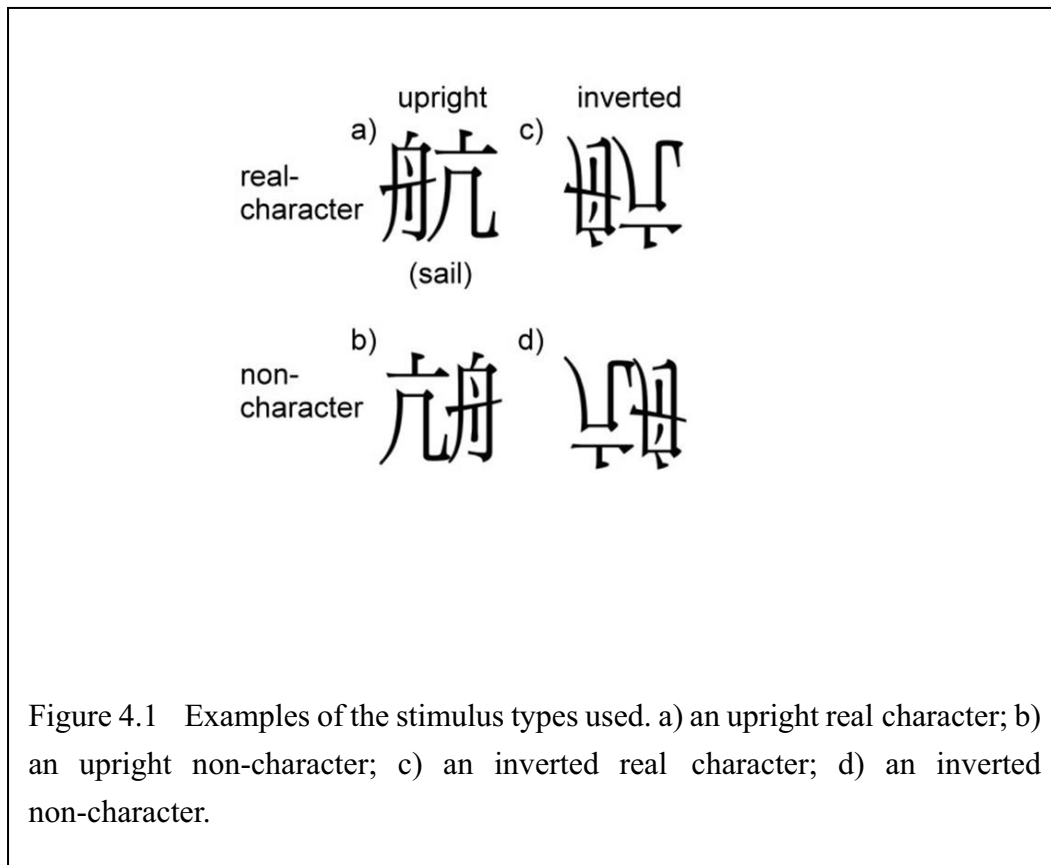 upright inverted
a) 航 c)
real-
character
(sail)
b) d)
non-
character
Figure 4.1 Examples of the stimulus types used. a) an upright real character; b)
an upright non-character; c) an inverted real character; d) an inverted
non-character.